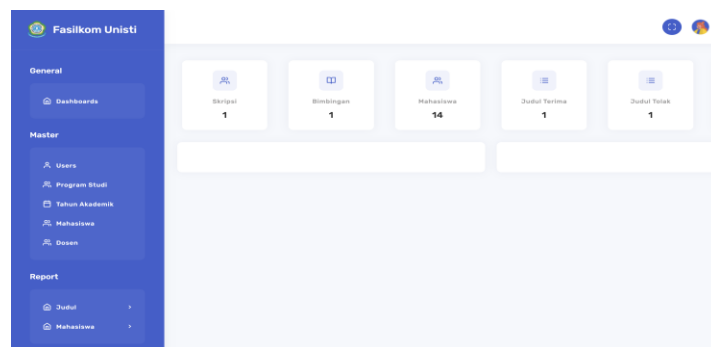 Fasilkom Unisti
General
Dashboards
Master
Users
Program Studi
Tahun Akademik
Mahasiswa
Dosen
Report
Judul
Mahasiswa
Skripsi
1
Bimbingan
1
Mahasiswa
14
Judul Terima
1
Judul Tolak
1